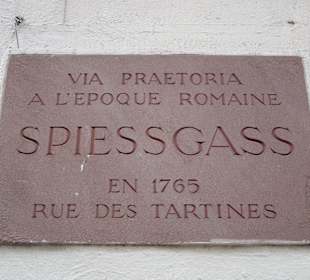 VIA PRAETORIA
A L'EPOQUE ROMAINE
SPIESSGASS
EN 1765
RUE DES TARTINES